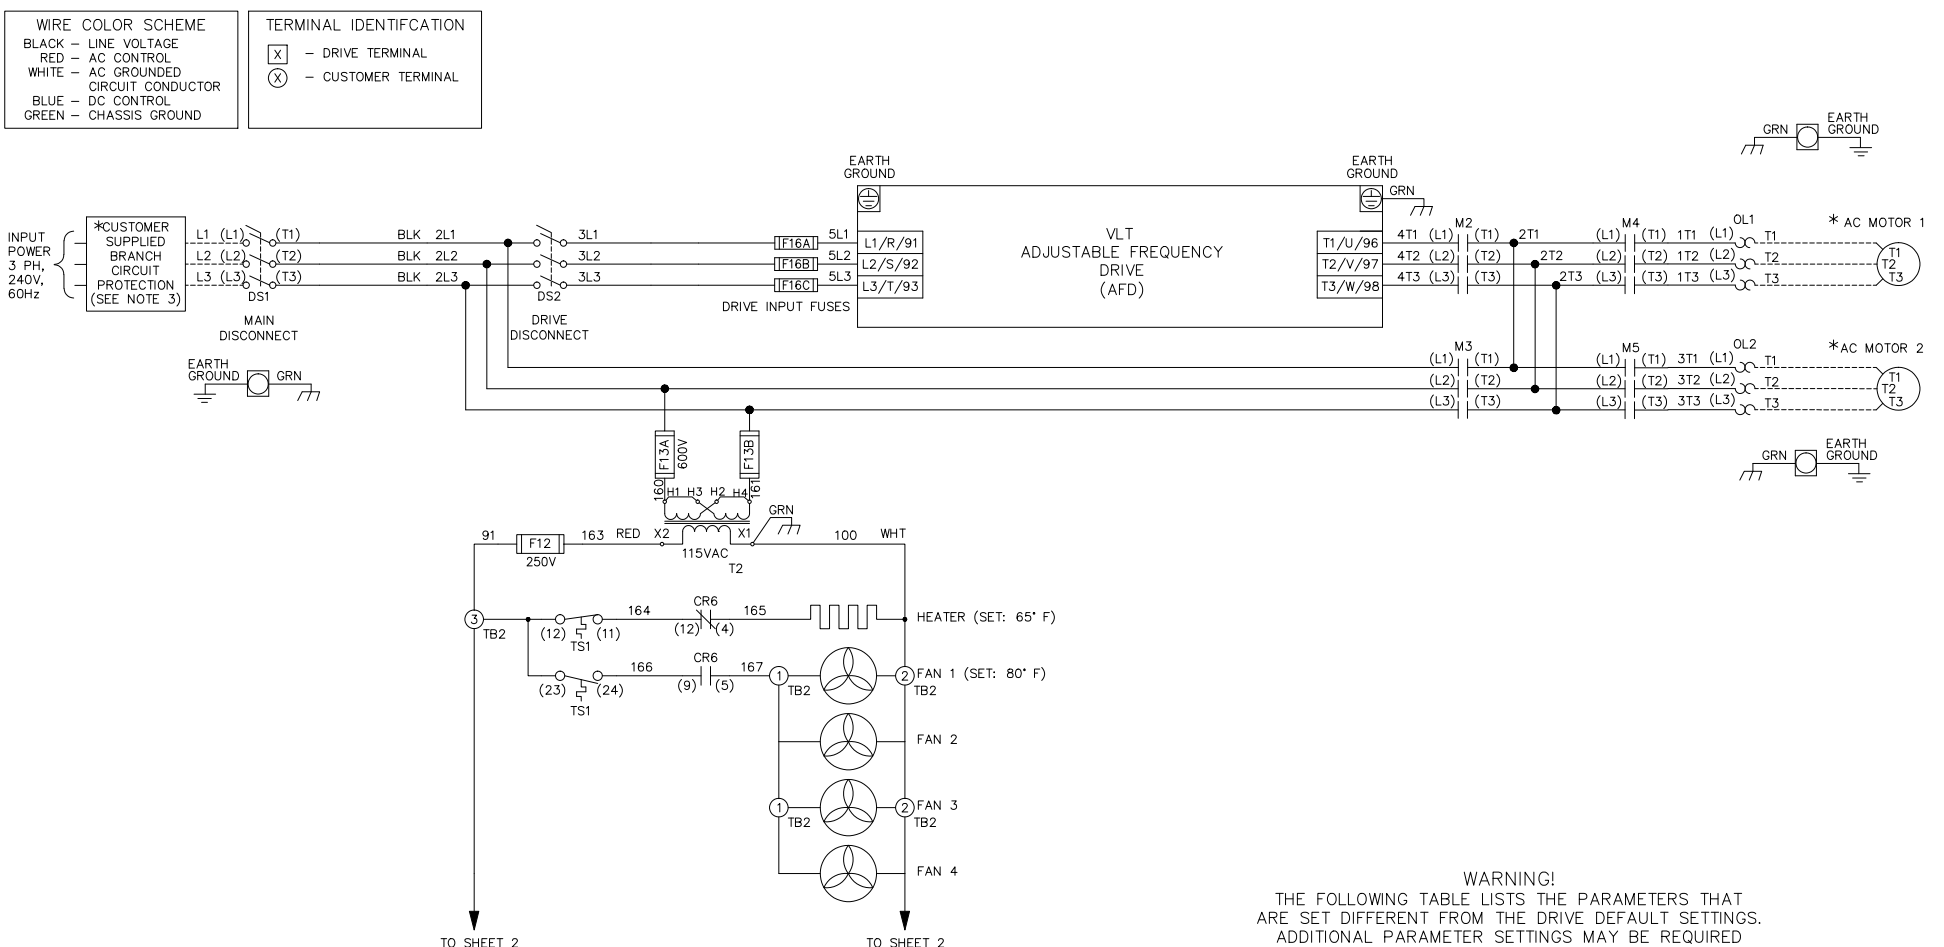 WIRE COLOR SCHEME
BLACK – LINE VOLTAGE
RED – AC CONTROL
WHITE – AC GROUNDED
CIRCUIT CONDUCTOR
BLUE – DC CONTROL
GREEN – CHASSIS GROUND
TERMINAL IDENTIFCATION
X – DRIVE TERMINAL
X – CUSTOMER TERMINAL
GRN
EARTH
GROUND
INPUT
POWER
3 PH,
240V,
60Hz
*CUSTOMER
SUPPLIED
BRANCH
CIRCUIT
PROTECTION
(SEE NOTE 3)
L1 (L1) (T1) BLK 2L1 3L1 F16A 5L1 L1/R/91
L2 (L2) (T2) BLK 2L2 3L2 F16B 5L2 L2/S/92
L3 (L3) (T3) BLK 2L3 3L3 F16C 5L3 L3/T/93
DS1
MAIN
DISCONNECT
DS2
DRIVE
DISCONNECT
DRIVE INPUT FUSES
EARTH
GROUND
VLT
ADJUSTABLE FREQUENCY
DRIVE
(AFD)
EARTH
GROUND
GRN
M2 M4 OL1 * AC MOTOR 1
T1/U/96 4T1 (L1) (T1) 2T1 (L1) (T1) 1T1 (L1) T1 T1
T2/V/97 4T2 (L2) (T2) 2T2 (L2) (T2) 1T2 (L2) T2 T2
T3/W/98 4T3 (L3) (T3) 2T3 (L3) (T3) 1T3 (L3) T3 T3
M3 M5 OL2 *AC MOTOR 2
(L1) (T1) (L1) (T1) 3T1 (L1) T1 T1
(L2) (T2) (L2) (T2) 3T2 (L2) T2 T2
(L3) (T3) (L3) (T3) 3T3 (L3) T3 T3
EARTH
GROUND GRN
GRN
EARTH
GROUND
F13A
600V
F13B
160 H1 H3 H2 H4 161
GRN
91 F12 163 RED X2 X1 100 WHT
250V
115VAC
T2
3
TB2
(12) (11)
TS1
164
CR6
(12) (4)
165
HEATER (SET: 65° F)
(23) (24)
TS1
166
CR6
(9) (5)
167
1
TB2
2
TB2
FAN 1 (SET: 80° F)
FAN 2
1
TB2
2
TB2
FAN 3
FAN 4
TO SHEET 2
TO SHEET 2
WARNING!
THE FOLLOWING TABLE LISTS THE PARAMETERS THAT
ARE SET DIFFERENT FROM THE DRIVE DEFAULT SETTINGS.
ADDITIONAL PARAMETER SETTINGS MAY BE REQUIRED